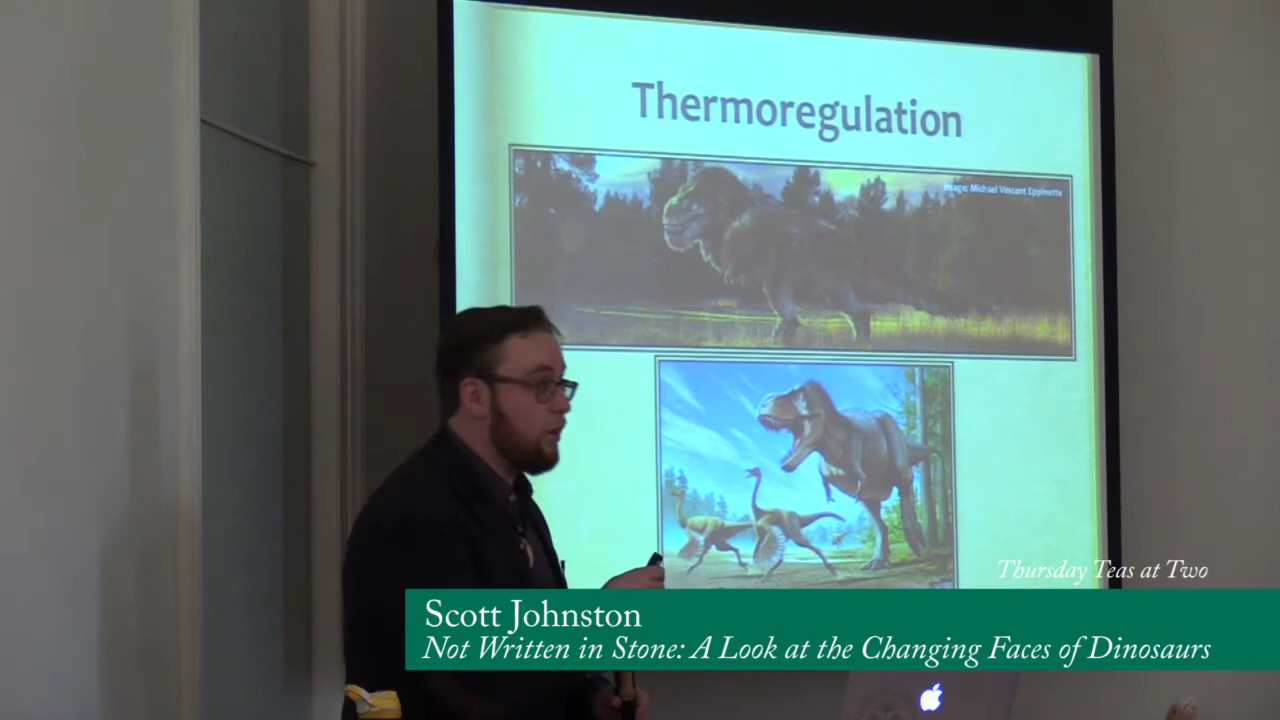 Thermoregulation
Image: Michael Vincent Eppinette
Thursday Teas at Two
Scott Johnston
Not Written in Stone: A Look at the Changing Faces of Dinosaurs